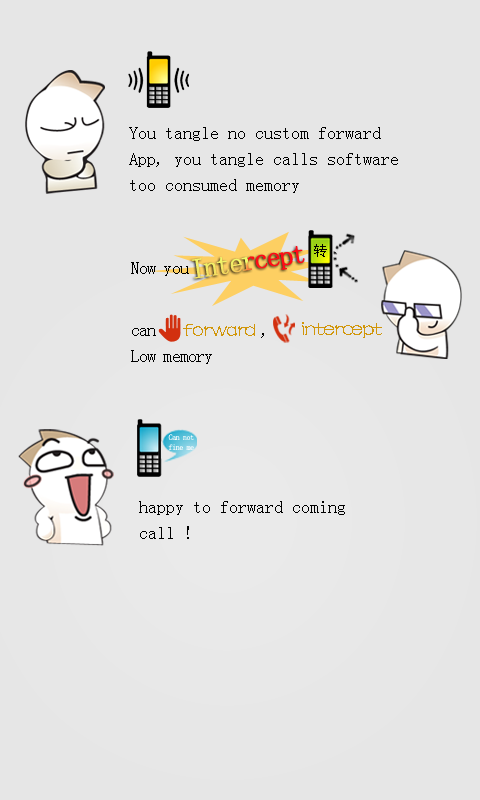 You tangle no custom forward
App, you tangle calls software
too consumed memory
Now you Intercept 转
can forward , intercept
Low memory
Can not
fine me
happy to forward coming
call !